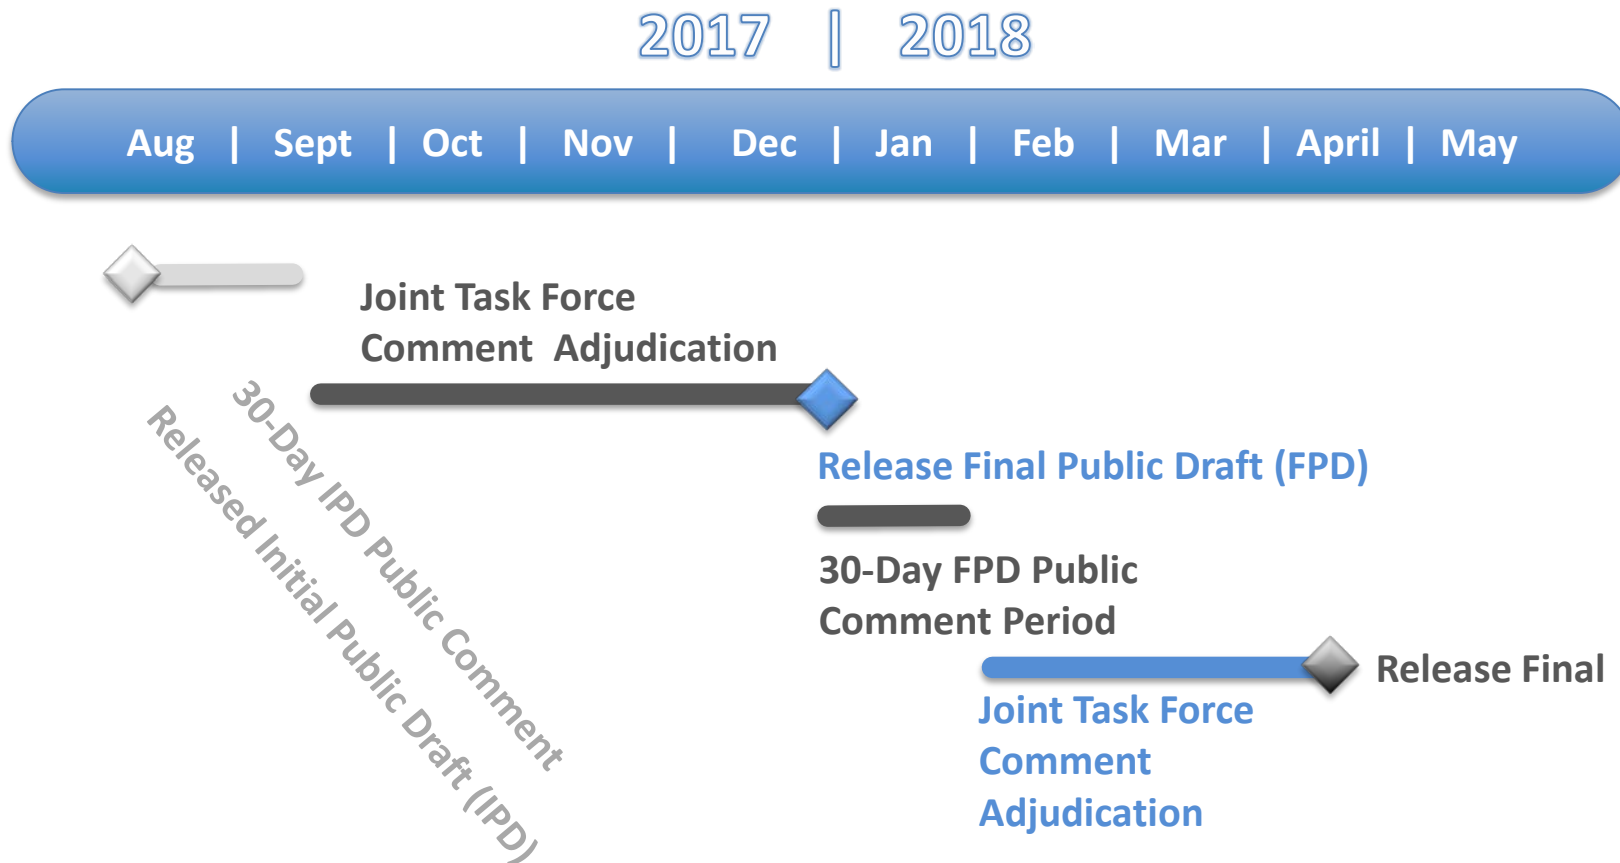 2017 | 2018
Aug | Sept | Oct | Nov | Dec | Jan | Feb | Mar | April | May
Joint Task Force
Comment Adjudication
30-Day IPD Public Comment
Released Initial Public Draft (IPD)
Release Final Public Draft (FPD)
30-Day FPD Public
Comment Period
Release Final
Joint Task Force
Comment
Adjudication